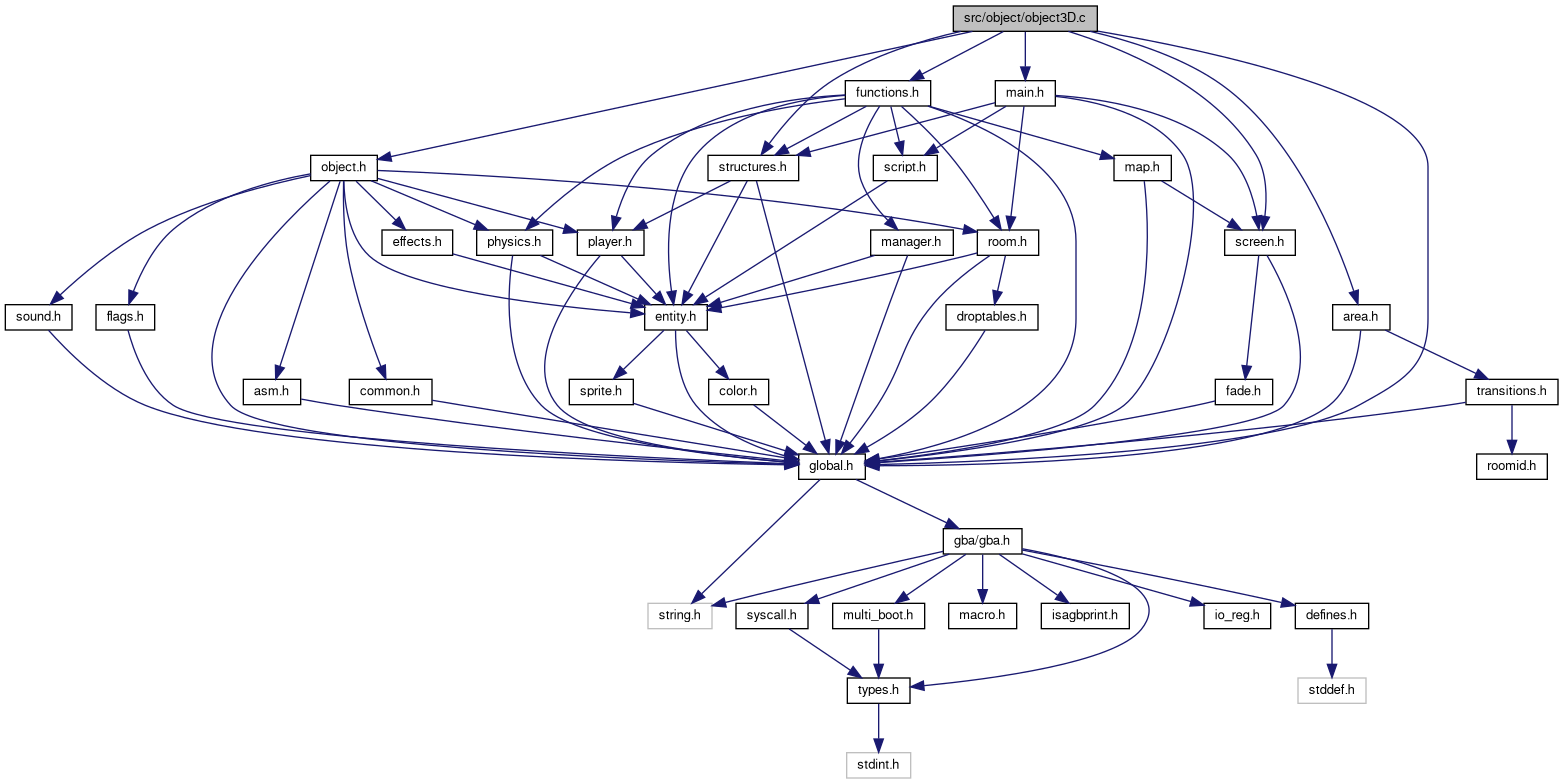 src/object/object3D.c
functions.h
main.h
object.h
structures.h
script.h
map.h
effects.h
physics.h
player.h
manager.h
room.h
screen.h
sound.h
flags.h
entity.h
droptables.h
area.h
asm.h
common.h
sprite.h
color.h
fade.h
transitions.h
global.h
roomid.h
gba/gba.h
string.h
syscall.h
multi_boot.h
macro.h
isagbprint.h
io_reg.h
defines.h
types.h
stddef.h
stdint.h